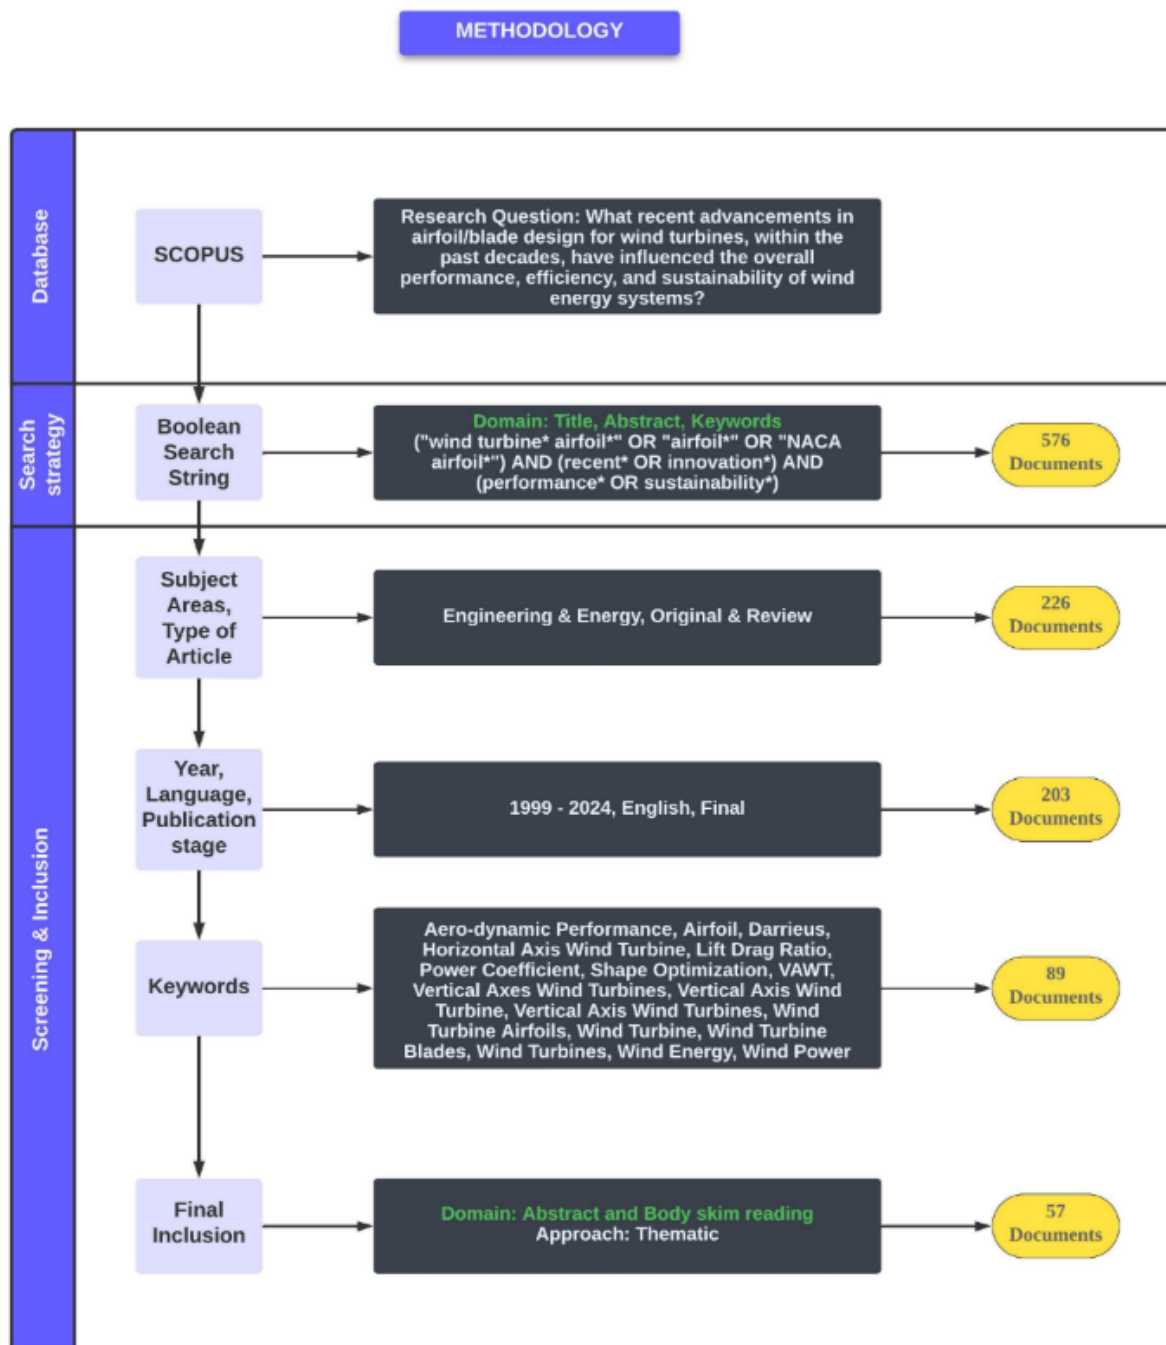 METHODOLOGY
Database
SCOPUS
Research Question: What recent advancements in
airfoil/blade design for wind turbines, within the
past decades, have influenced the overall
performance, efficiency, and sustainability of wind
energy systems?
Search
strategy
Boolean
Search
String
Domain: Title, Abstract, Keywords
("wind turbine* airfoil*" OR "airfoil*" OR "NACA
airfoil*") AND (recent* OR innovation*) AND
(performance* OR sustainability*)
576
Documents
Screening & Inclusion
Subject
Areas,
Type of
Article
Engineering & Energy, Original & Review
226
Documents
Year,
Language,
Publication
stage
1999 - 2024, English, Final
203
Documents
Keywords
Aero-dynamic Performance, Airfoil, Darrieus,
Horizontal Axis Wind Turbine, Lift Drag Ratio,
Power Coefficient, Shape Optimization, VAWT,
Vertical Axes Wind Turbines, Vertical Axis Wind
Turbine, Vertical Axis Wind Turbines, Wind
Turbine Airfoils, Wind Turbine, Wind Turbine
Blades, Wind Turbines, Wind Energy, Wind Power
89
Documents
Final
Inclusion
Domain: Abstract and Body skim reading
Approach: Thematic
57
Documents